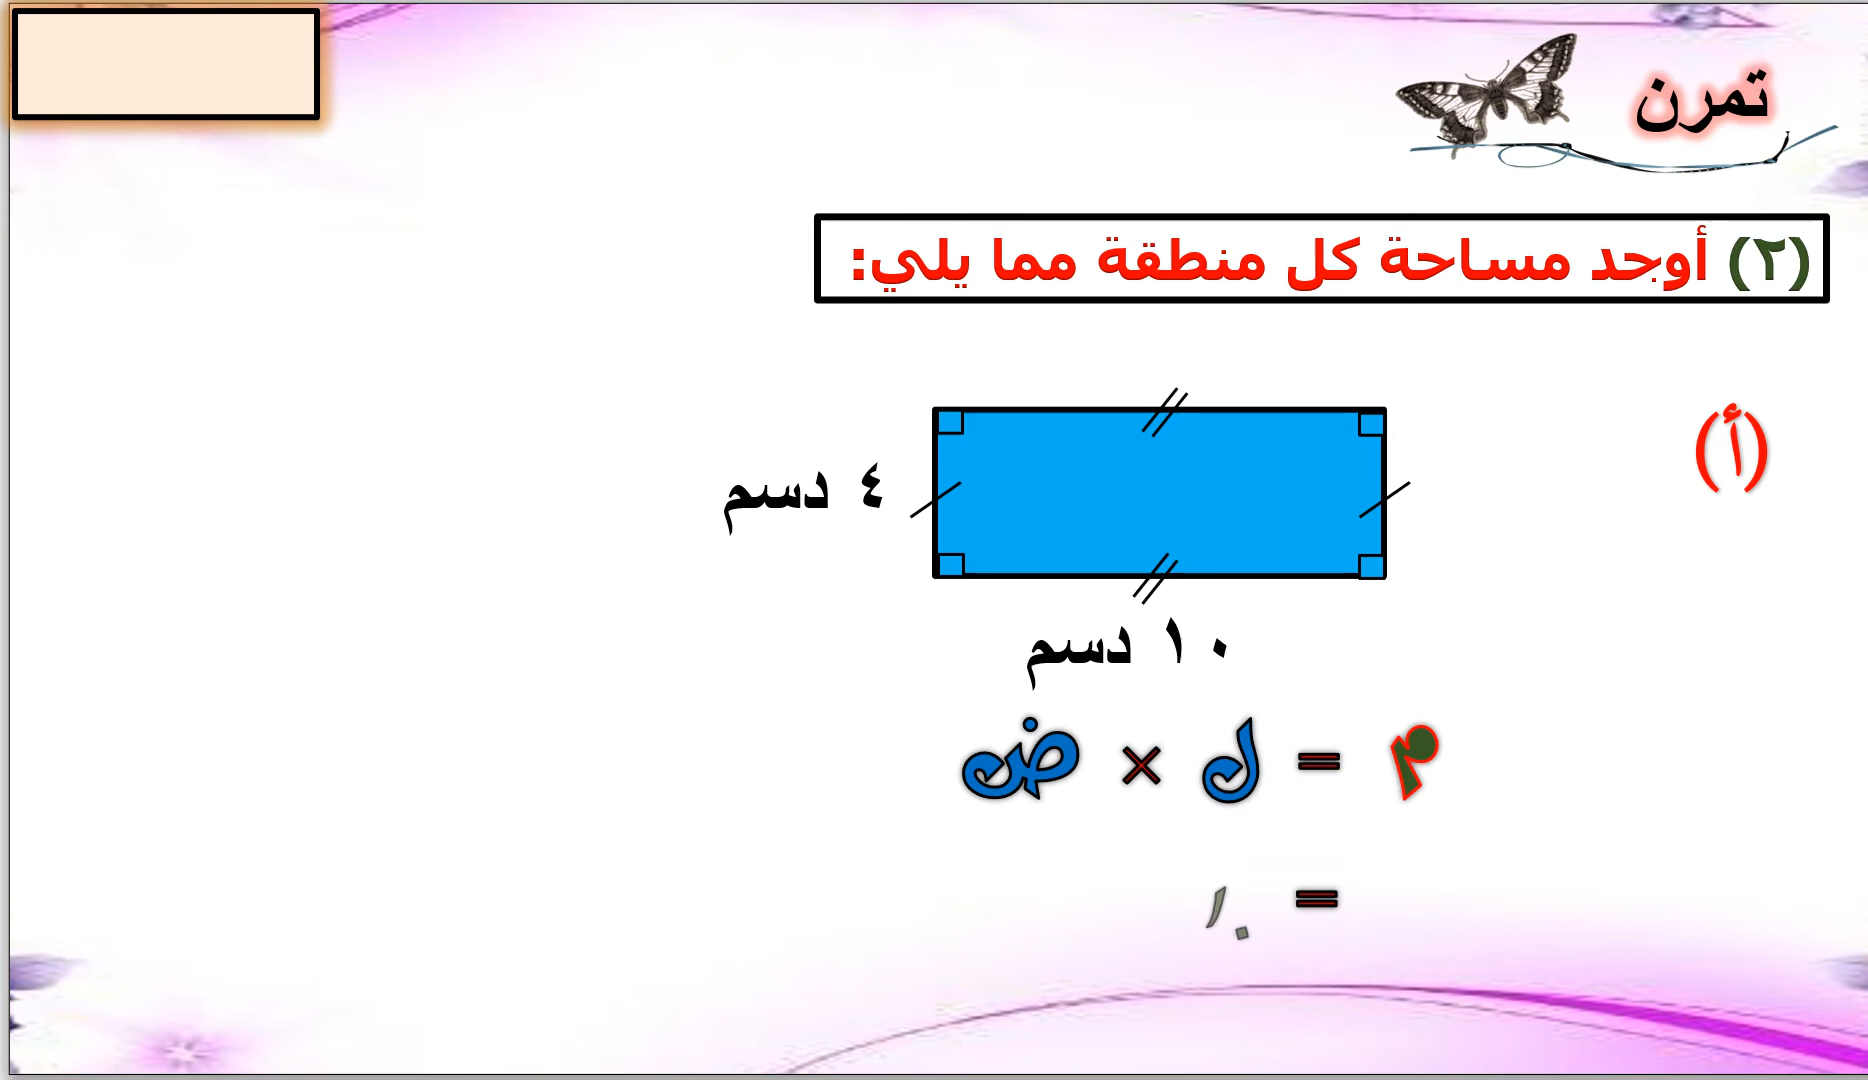 تمرن
(٢) أوجد مساحة كل منطقة مما يلي:
(أ)
٤ دسم
١٠ دسم
م = ل × ض
= ١٠